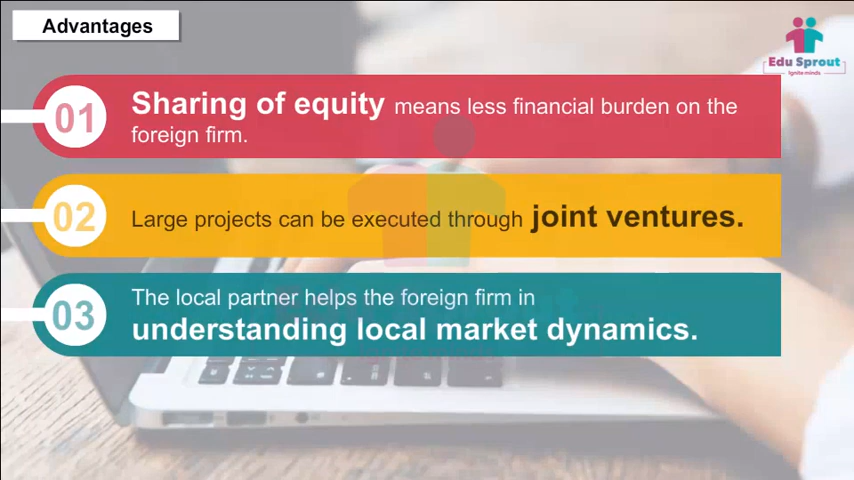 Advantages
Edu Sprout
Ignite minds
01
Sharing of equity means less financial burden on the
foreign firm.
02
Large projects can be executed through joint ventures.
03
The local partner helps the foreign firm in
understanding local market dynamics.